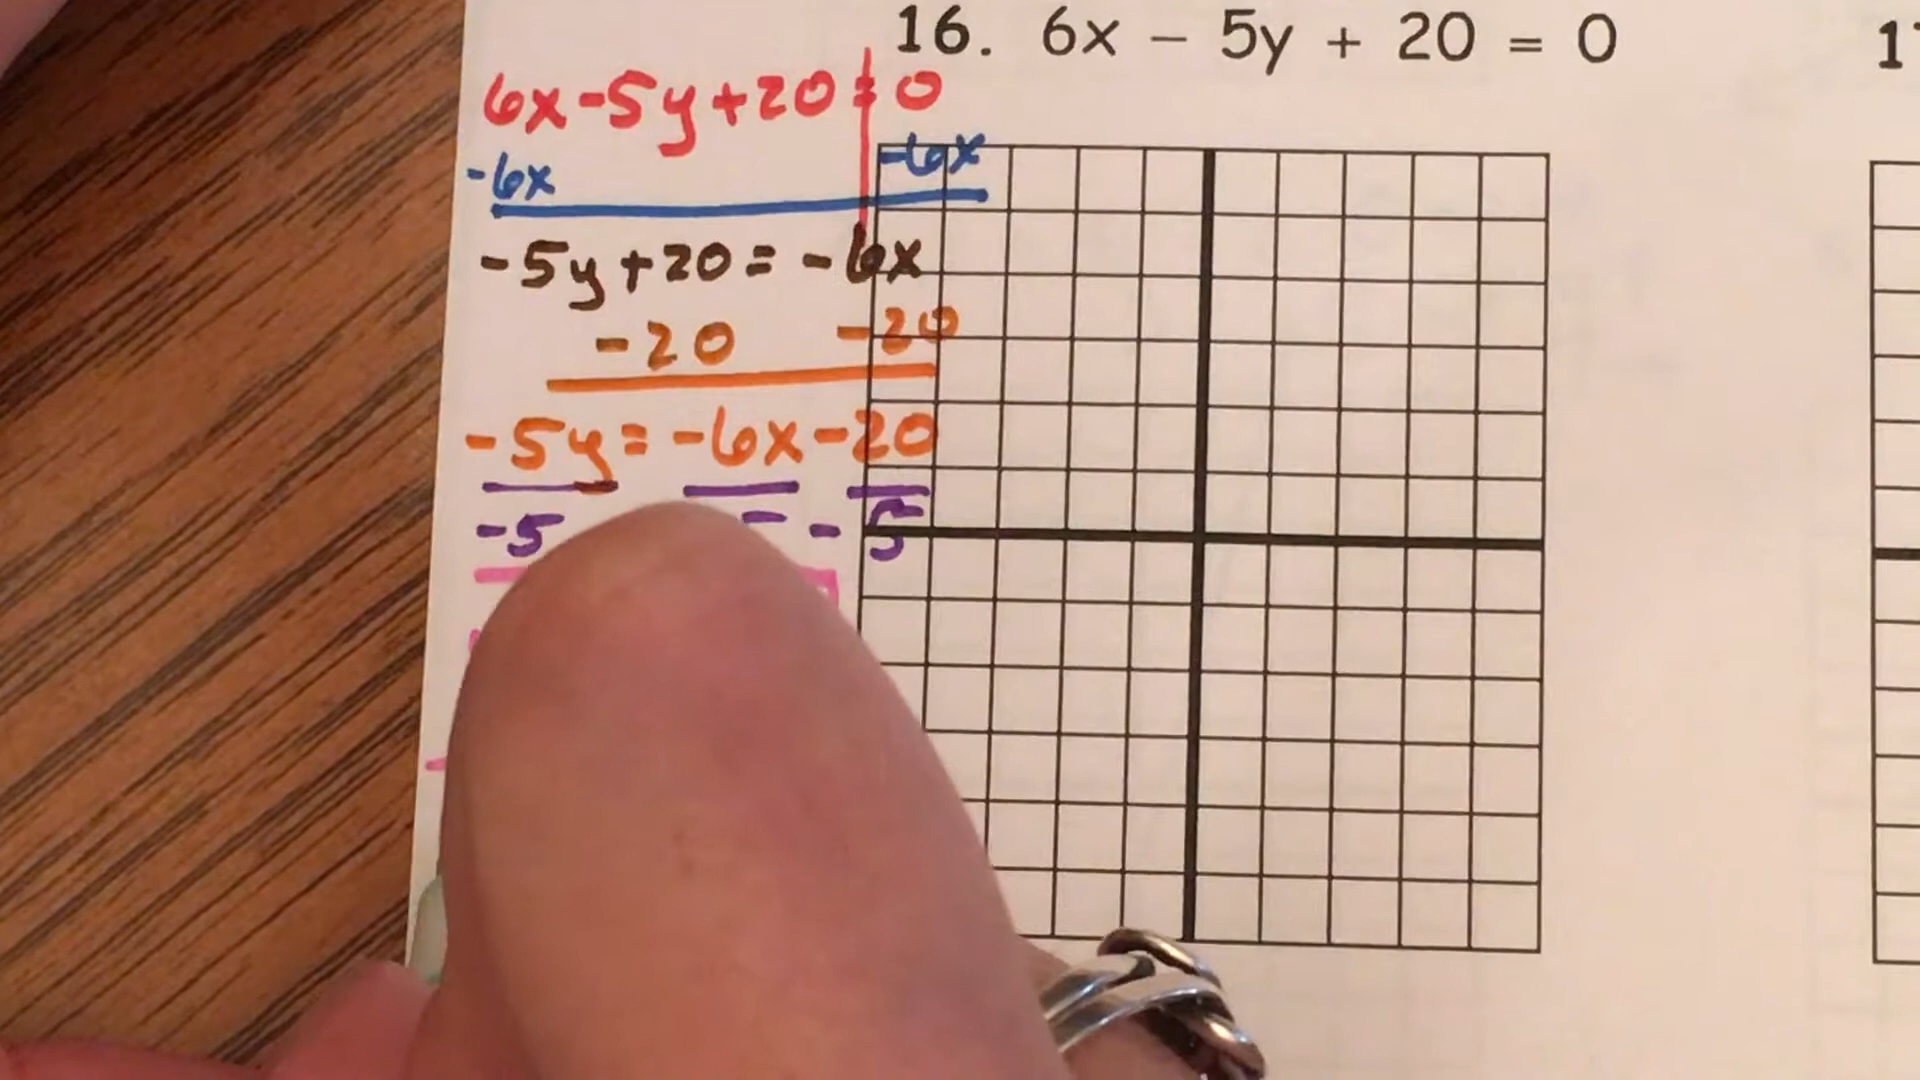 16. 6x − 5y + 20 = 0
6x-5y+20=0
-6x -6x
-5y+20=-6x
-20 -20
-5y=-6x-20
-5 -5